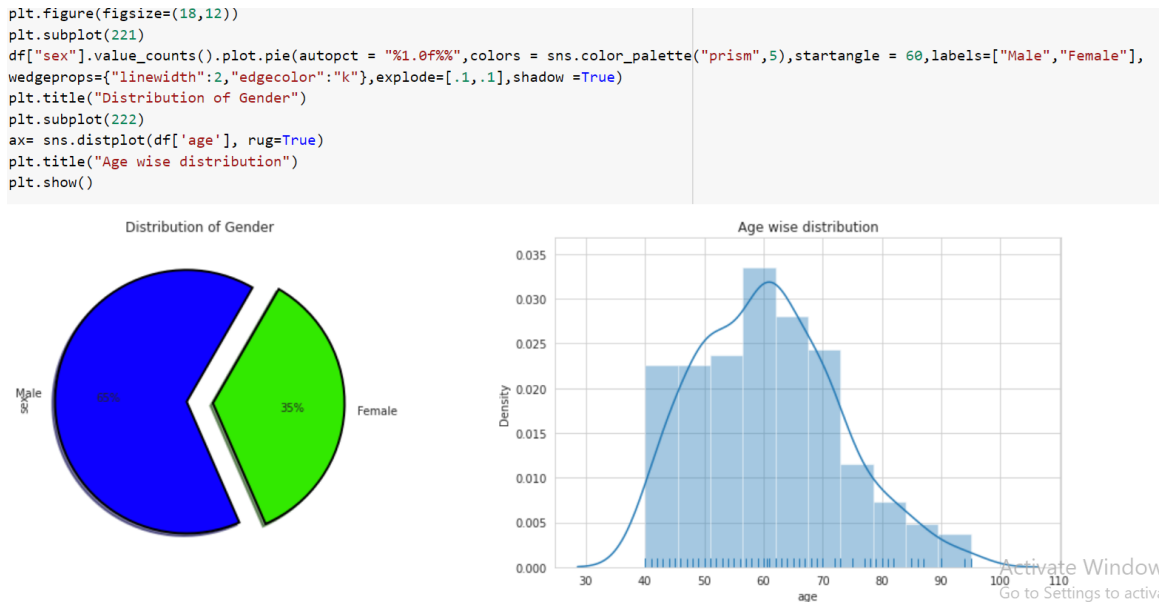 plt.figure(figsize=(18,12))
plt.subplot(221)
df["sex"].value_counts().plot.pie(autopct = "%1.0f%%",colors = sns.color_palette("prism",5),startangle = 60,labels=["Male","Female"],
wedgeprops={"linewidth":2,"edgecolor":"k"},explode=[.1,.1],shadow =True)
plt.title("Distribution of Gender")
plt.subplot(222)
ax= sns.distplot(df['age'], rug=True)
plt.title("Age wise distribution")
plt.show()
Distribution of Gender
Male
sex
35%
Female
Age wise distribution
Density
0.035
0.030
0.025
0.020
0.015
0.010
0.005
0.000
30 40 50 60 70 80 90 100 110
age
Activate Window
Go to Settings to activa